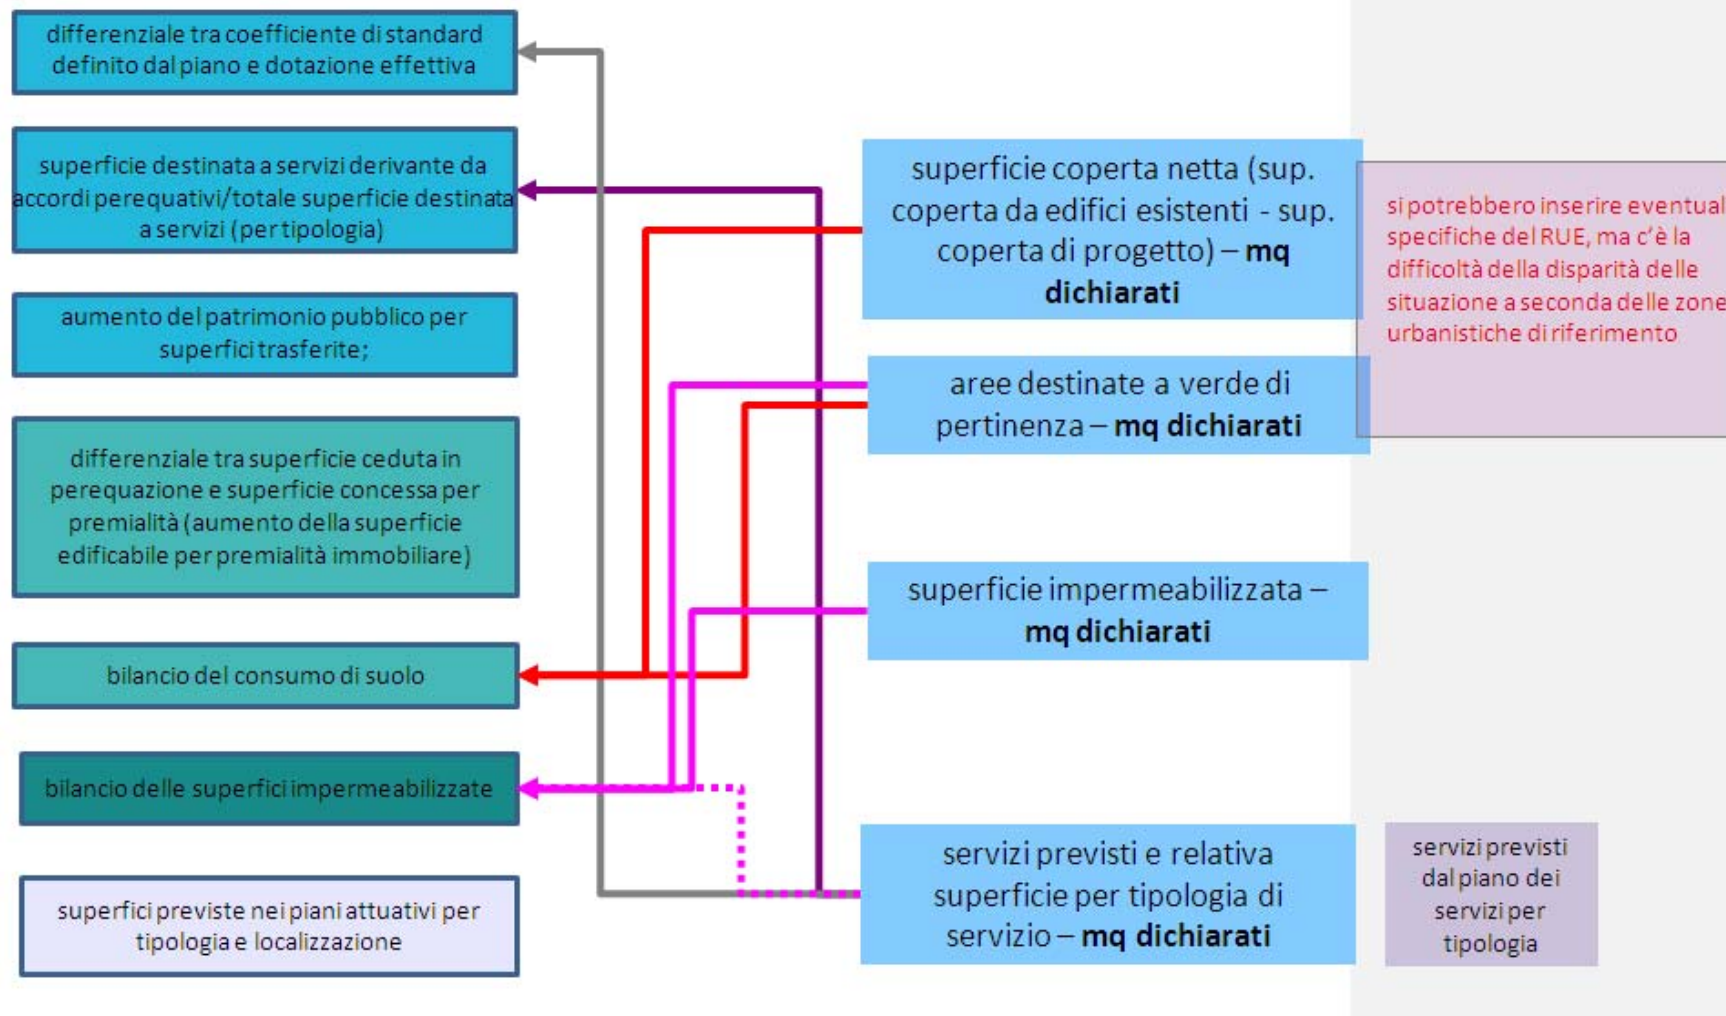 differenziale tra coefficiente di standard
definito dal piano e dotazione effettiva
superficie destinata a servizi derivante da
accordi perequativi/totale superficie destinata
a servizi (per tipologia)
aumento del patrimonio pubblico per
superfici trasferite;
differenziale tra superficie ceduta in
perequazione e superficie concessa per
premialità (aumento della superficie
edificabile per premialità immobiliare)
bilancio del consumo di suolo
bilancio delle superfici impermeabilizzate
superfici previste nei piani attuativi per
tipologia e localizzazione
superficie coperta netta (sup.
coperta da edifici esistenti - sup.
coperta di progetto) – mq
dichiarati
aree destinate a verde di
pertinenza – mq dichiarati
superficie impermeabilizzata –
mq dichiarati
servizi previsti e relativa
superficie per tipologia di
servizio – mq dichiarati
si potrebbero inserire eventual
specifiche del RUE, ma c'è la
difficoltà della disparità delle
situazione a seconda delle zone
urbanistiche di riferimento
servizi previsti
dal piano dei
servizi per
tipologia